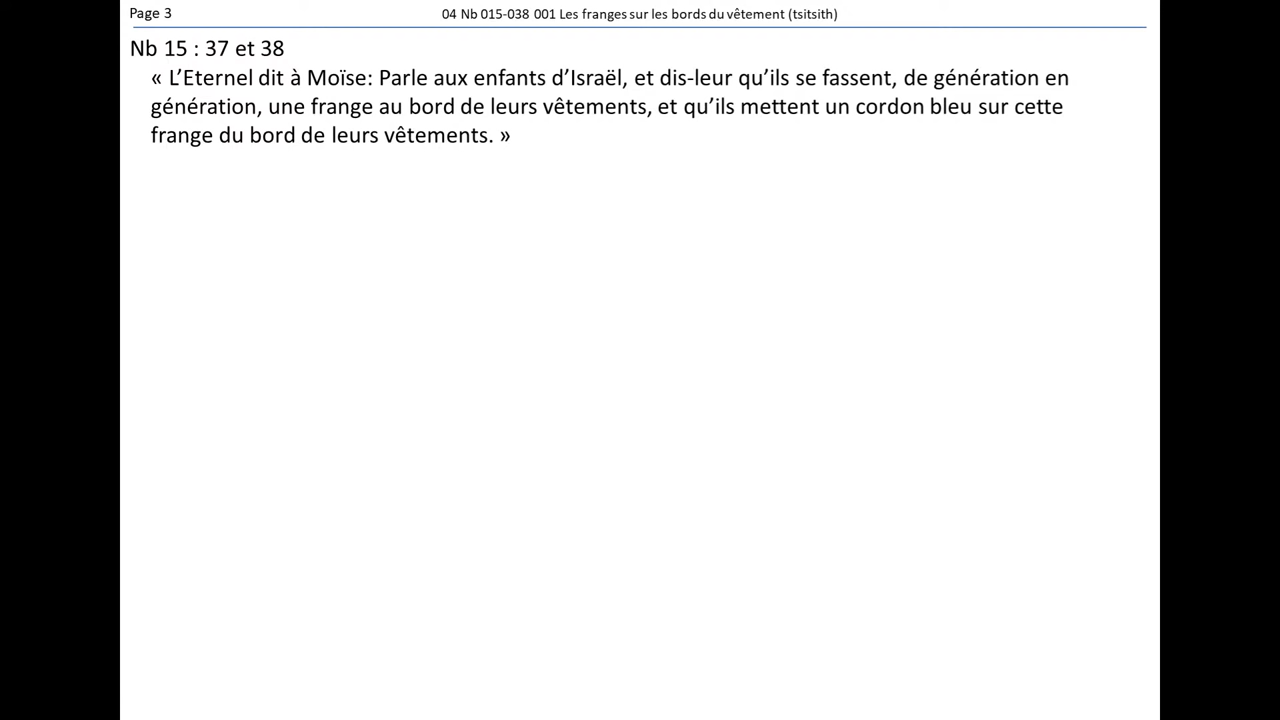 Page 3
04 Nb 015-038 001 Les franges sur les bords du vêtement (tsitsith)
Nb 15 : 37 et 38
« L’Eternel dit à Moïse: Parle aux enfants d’Israël, et dis-leur qu’ils se fassent, de génération en
génération, une frange au bord de leurs vêtements, et qu’ils mettent un cordon bleu sur cette
frange du bord de leurs vêtements. »